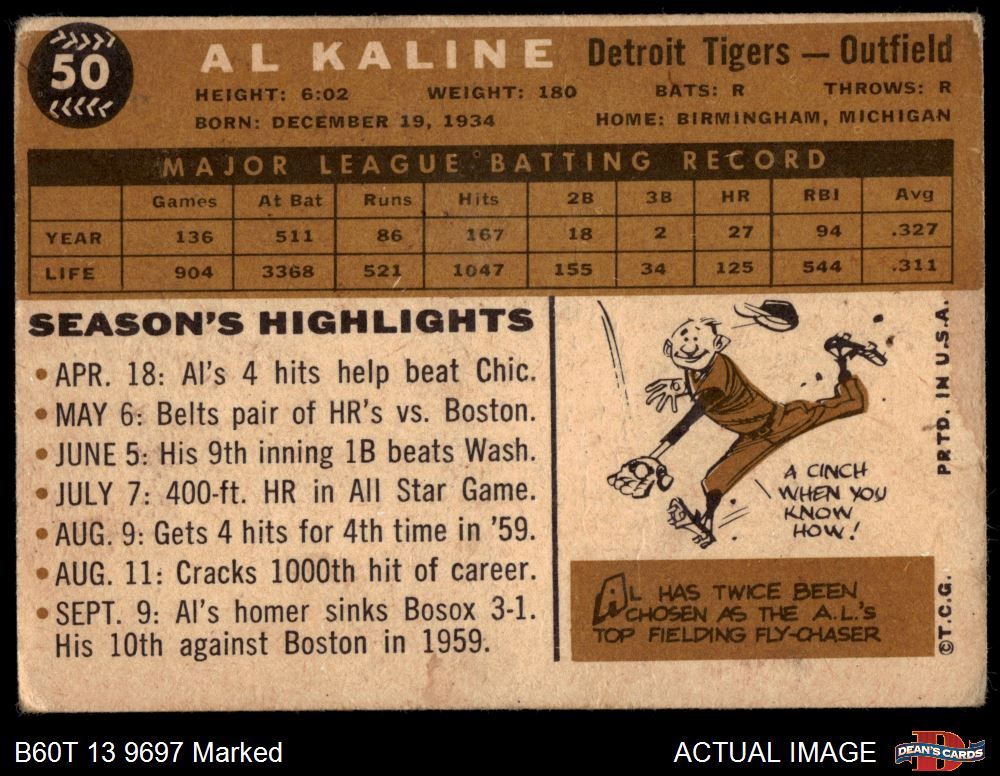 50
AL KALINE Detroit Tigers — Outfield
HEIGHT: 6:02 WEIGHT: 180 BATS: R THROWS: R
BORN: DECEMBER 19, 1934 HOME: BIRMINGHAM, MICHIGAN
MAJOR LEAGUE BATTING RECORD
Games At Bat Runs Hits 2B 3B HR RBI Avg
YEAR 136 511 86 167 18 2 27 94 .327
LIFE 904 3368 521 1047 155 34 125 544 .311
SEASON'S HIGHLIGHTS
• APR. 18: Al's 4 hits help beat Chic.
• MAY 6: Belts pair of HR's vs. Boston.
• JUNE 5: His 9th inning 1B beats Wash.
• JULY 7: 400-ft. HR in All Star Game.
• AUG. 9: Gets 4 hits for 4th time in '59.
• AUG. 11: Cracks 1000th hit of career.
• SEPT. 9: Al's homer sinks Bosox 3-1.
His 10th against Boston in 1959.
A CINCH
WHEN YOU
KNOW
HOW!
AL HAS TWICE BEEN
CHOSEN AS THE A.L.'S
TOP FIELDING FLY-CHASER
PRTD. IN U.S.A.
©T.C.G.
B60T 13 9697 Marked ACTUAL IMAGE
DEAN'S CARDS